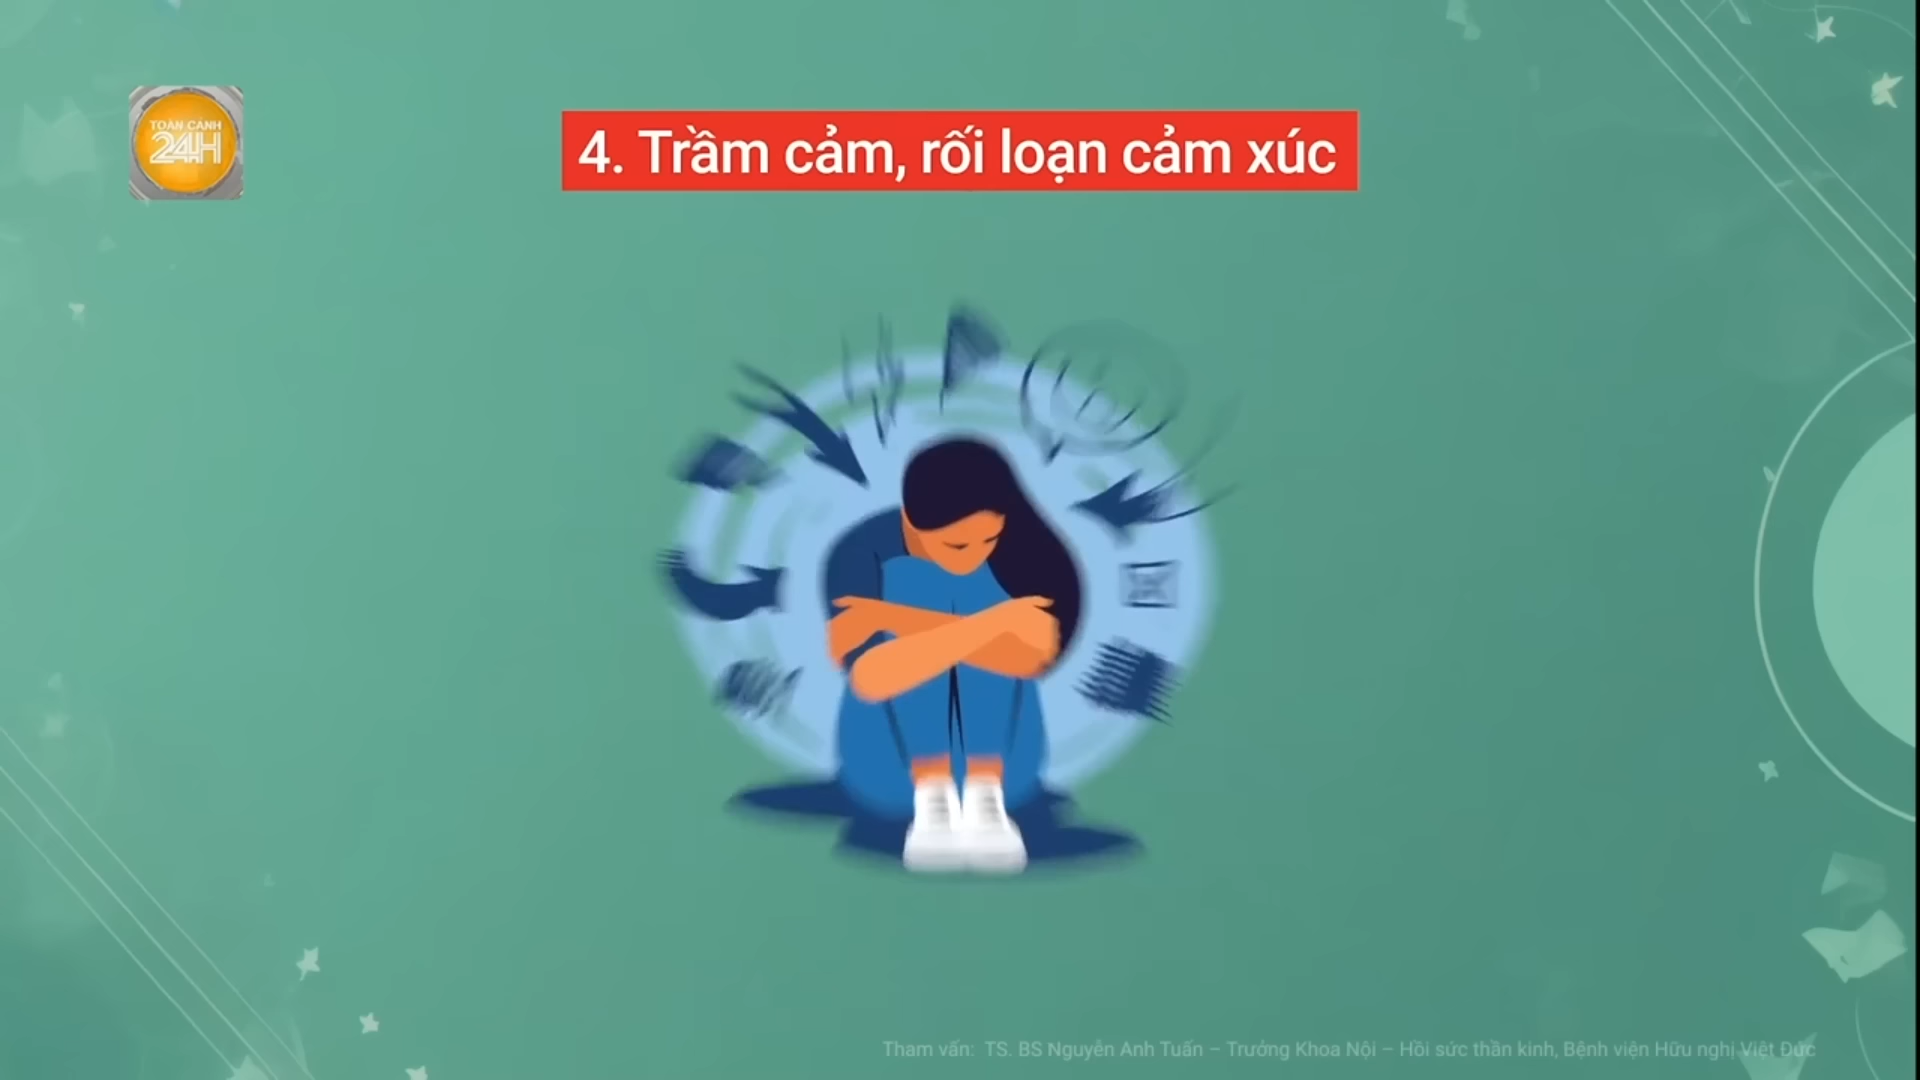 TOÀN CẢNH
24H
4. Trầm cảm, rối loạn cảm xúc
Tham vấn: TS. BS Nguyễn Anh Tuấn – Trưởng Khoa Nội – Hồi sức thần kinh, Bệnh viện Hữu nghị Việt Đức